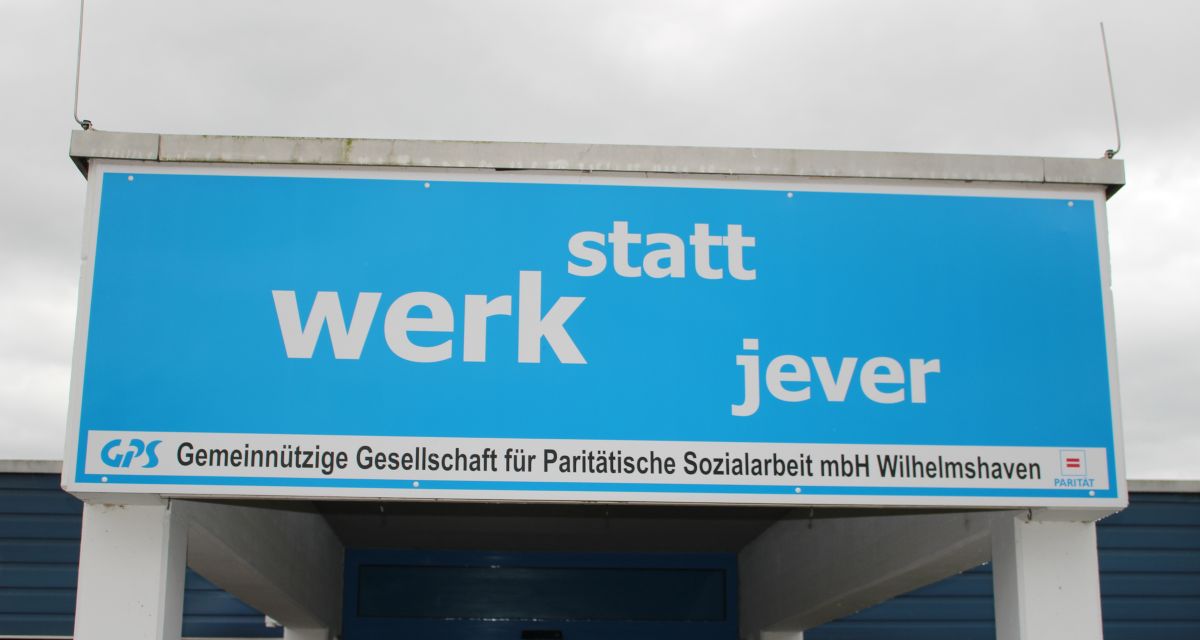 werk
statt
jever
GPS Gemeinnützige Gesellschaft für Paritätische Sozialarbeit mbH Wilhelmshaven
PARITÄT